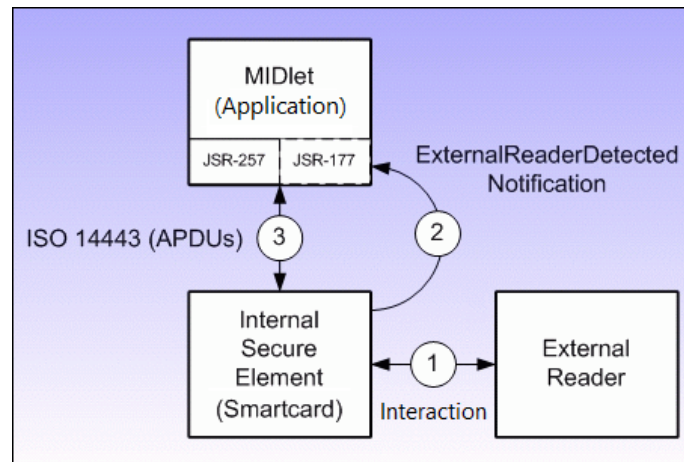 MIDlet
(Application)
JSR-257
JSR-177
ExternalReaderDetected
Notification
2
ISO 14443 (APDUs)
3
Internal
Secure
Element
(Smartcard)
1
Interaction
External
Reader